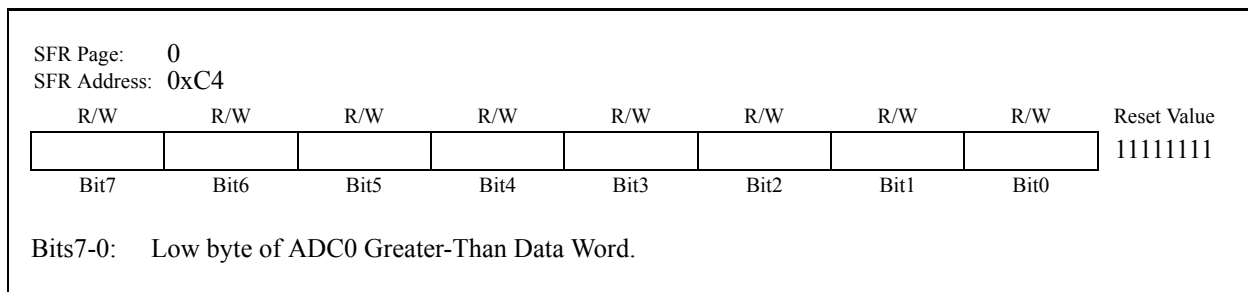 SFR Page: 0
SFR Address: 0xC4
R/W R/W R/W R/W R/W R/W R/W R/W Reset Value
11111111
Bit7 Bit6 Bit5 Bit4 Bit3 Bit2 Bit1 Bit0
Bits7-0: Low byte of ADC0 Greater-Than Data Word.